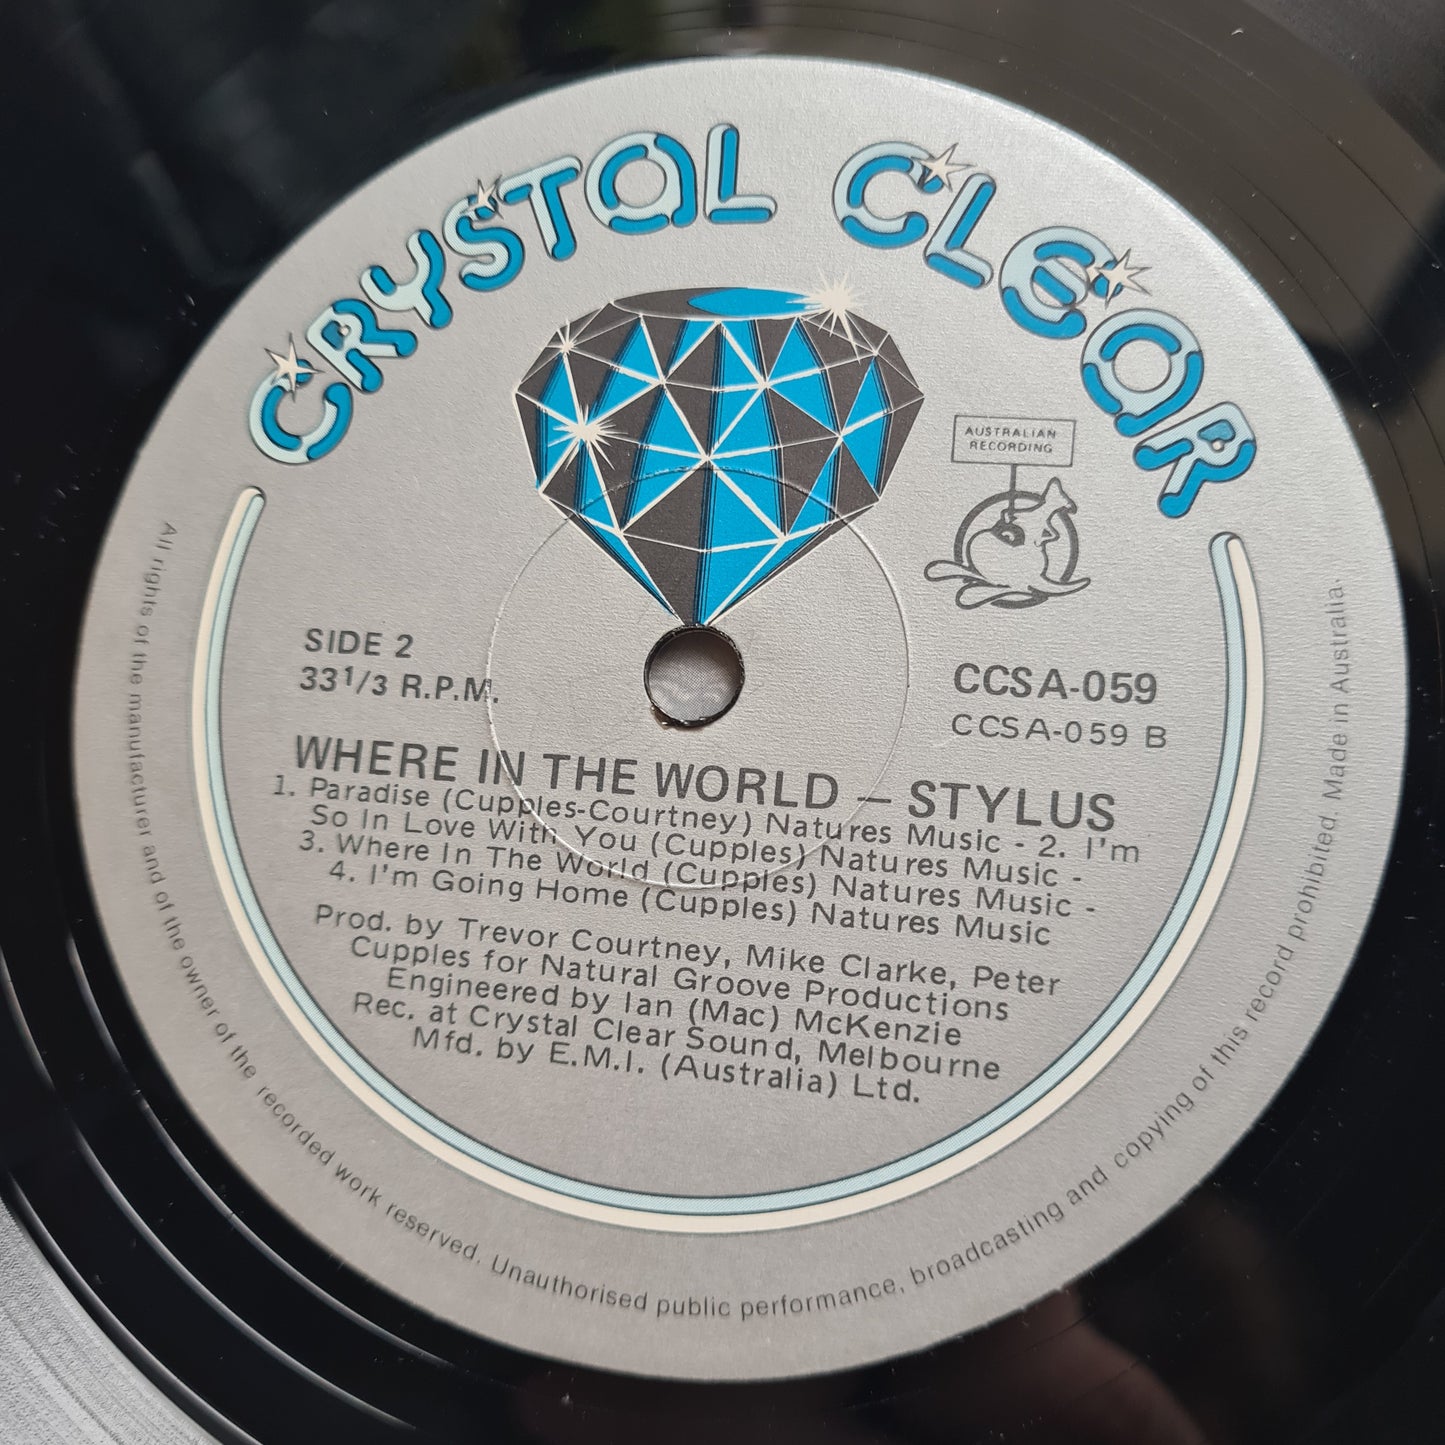 CRYSTAL CLEAR
AUSTRALIAN
RECORDING
SIDE 2
33 1/3 R.P.M.
CCSA-059
CCSA-059 B
WHERE IN THE WORLD – STYLUS
1. Paradise (Cupples-Courtney) Natures Music - 2. I'm
So In Love With You (Cupples) Natures Music -
3. Where In The World (Cupples) Natures Music -
4. I'm Going Home (Cupples) Natures Music
Prod. by Trevor Courtney, Mike Clarke, Peter
Cupples for Natural Groove Productions
Engineered by Ian (Mac) McKenzie
Rec. at Crystal Clear Sound, Melbourne
Mfd. by E.M.I. (Australia) Ltd.
All rights of the manufacturer and of the owner of the recorded work reserved. Unauthorised public performance, broadcasting and copying of this record prohibited. Made in Australia.